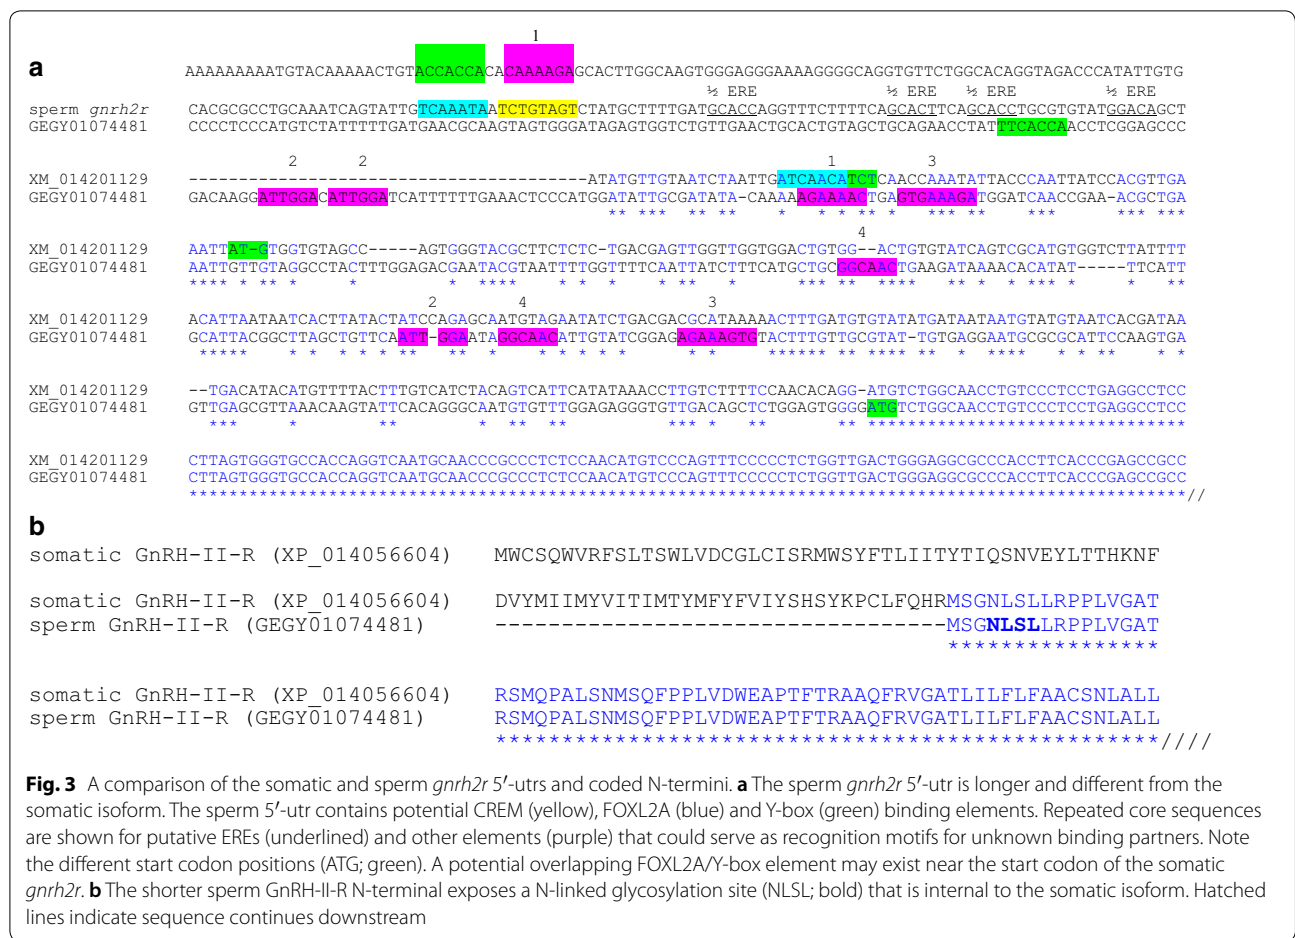 1
a AAAAAAAAAATGTACAAAAACTGTACCACCACACAAAAGAGCACTTGGCAAGTGGGAGGGAAAAGGGGCAGGTGTTCTGGCACAGGTAGACCCATATTGTG
½ ERE ½ ERE ½ ERE ½ ERE
sperm gnrh2r CACGCGCCTGCAAATCAGTATTGTCAAATAATCTGTAGTCTATGCTTTTGATGCACCAGGTTTCTTTTCAGCACTTCAGCACCTGCGTGTATGGACAGCT
GEGY01074481 CCCCTCCCATGTCTATTTTTGATGAACGCAAGTAGTGGGATAGAGTGGTCTGTTGAACTGCACTGTAGCTGCAGAACCTATTTCACCAACCTCGGAGCCC
2 2 1 3
XM_014201129 ----------------------------------------ATATGTTGTAATCTAATTGATCAACATCTCAACCAAATATTACCCAATTATCCACGTTGA
GEGY01074481 GACAAGGATTGGACATTGGATCATTTTTTGAAACTCCCATGGATATTGCGATATA-CAAAAAGAAAACTGAGTGAAAGATGGATCAACCGAA-ACGCTGA
** ** *** ** * * * * ** * *** ** *** *** ***
4
XM_014201129 AATTAT-GTGGTGTAGCC-----AGTGGGTACGCTTCTCTC-TGACGAGTTGGTTGGTGGACTGTGG--ACTGTGTATCAGTCGCATGTGGTCTTATTTT
GEGY01074481 AATTGTTGTAGGCCTACTTTGGAGACGAATACGTAATTTTGGTTTTCAATTATCTTTCATGCTGCGGCAACTGAAGATAAAACACATAT-----TTCATT
**** * ** * * * **** * * * ** * *** ** **** ** * * *** * ** **
2 4 3
XM_014201129 ACATTAATAATCACTTATACTATCCAGAGCAATGTAGAATATCTGACGACGCATAAAAACTTTGATGTGTATATGATAATAATGTATGTAATCACGATAA
GEGY01074481 GCATTACGGCTTAGCTGTTCAATT-GGAATAGGCAACATTGTATCGGAGAGAAAGTGTACTTTGTTGCGTAT-TGTGAGGAATGCGCGCATTCCAAGTGA
XM_014201129 --TGACATACATGTTTTACTTTGTCATCTACAGTCATTCATATAAACCTTGTCTTTTCCAACACAGG-ATGTCTGGCAACCTGTCCCTCCTGAGGCCTCC
GEGY01074481 GTTGAGCGTTAAACAAGTATTCACAGGGCAATGTGTTTGGAGAGGGTGTTGACAGCTCTGGAGTGGGGATGTCTGGCAACCTGTCCCTCCTGAGGCCTCC
XM_014201129 CTTAGTGGGTGCCACCAGGTCAATGCAACCCGCCCTCTCCAACATGTCCCAGTTTCCCCCTCTGGTTGACTGGGAGGCGCCCACCTTCACCCGAGCCGCC
GEGY01074481 CTTAGTGGGTGCCACCAGGTCAATGCAACCCGCCCTCTCCAACATGTCCCAGTTTCCCCCTCTGGTTGACTGGGAGGCGCCCACCTTCACCCGAGCCGCC
****************************************************************************************************//
b
somatic GnRH-II-R (XP_014056604) MWCSQWVRFSLTSWLVDCGLCISRMWSYFTLIITYTIQSNVEYLTTHKNF
somatic GnRH-II-R (XP_014056604) DVYMIIMYVITIMTYMFYFVIYSHSYKPCLFQHRMSGNLSLLRPPLVGAT
sperm GnRH-II-R (GEGY01074481) ----------------------------------MSGNLSLLRPPLVGAT
****************
somatic GnRH-II-R (XP_014056604) RSMQPALSNMSQFPPLVDWEAPTFTRAAQFRVGATLILFLFAACSNLALL
sperm GnRH-II-R (GEGY01074481) RSMQPALSNMSQFPPLVDWEAPTFTRAAQFRVGATLILFLFAACSNLALL
**************************************************////
Fig. 3 A comparison of the somatic and sperm gnrh2r 5′-utrs and coded N-termini. a The sperm gnrh2r 5′-utr is longer and different from the
somatic isoform. The sperm 5′-utr contains potential CREM (yellow), FOXL2A (blue) and Y-box (green) binding elements. Repeated core sequences
are shown for putative EREs (underlined) and other elements (purple) that could serve as recognition motifs for unknown binding partners. Note
the different start codon positions (ATG; green). A potential overlapping FOXL2A/Y-box element may exist near the start codon of the somatic
gnrh2r. b The shorter sperm GnRH-II-R N-terminal exposes a N-linked glycosylation site (NLSL; bold) that is internal to the somatic isoform. Hatched
lines indicate sequence continues downstream